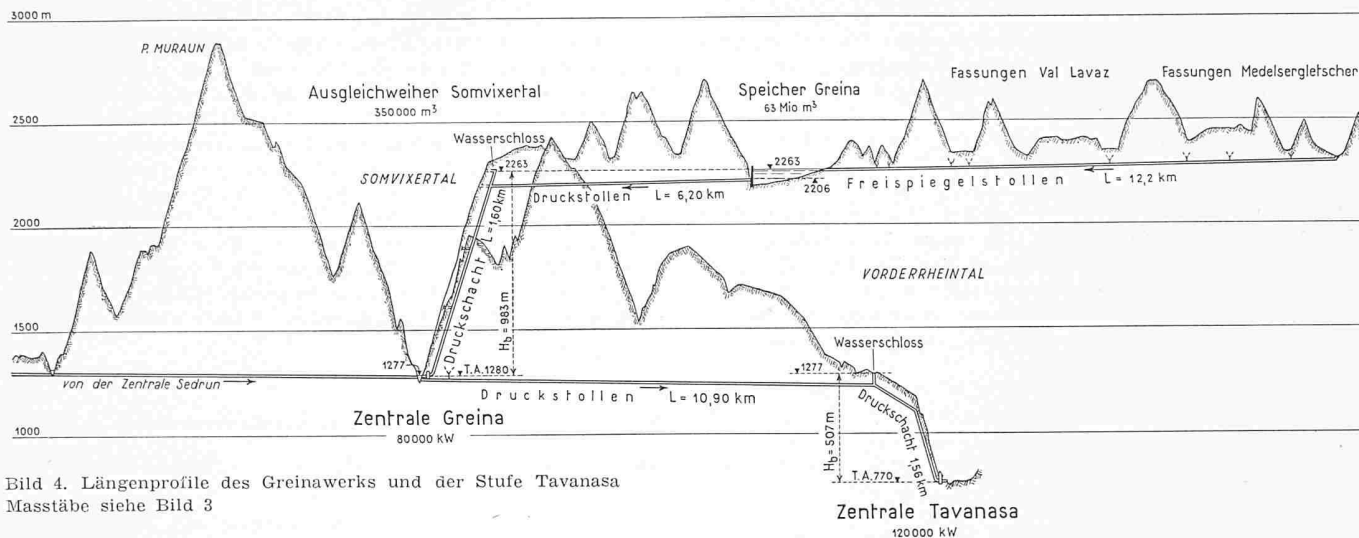 3000 m
P. MURAUN
Ausgleichweiher Somvixertal
350000 m³
Speicher Greina
63 Mio m³
Fassungen Val Lavaz
Fassungen Medelsergletscher
2500
Wasserschloss
2263
2263
SOMVIXERTAL
2206
Druckstollen L = 6,20 km
Freispiegelstollen L = 12,2 km
2000
L = 1,60 km
Druckschacht
H_b = 983 m
VORDERRHEINTAL
1500
Wasserschloss
1277
T.A. 1280
1277
von der Zentrale Sedrun
Druckstollen L = 10,90 km
Zentrale Greina
80000 kW
1000
H_b = 507 m
Druckschacht 1,56 km
T.A. 770
Bild 4. Längenprofile des Greinawerks und der Stufe Tavanasa
Masstäbe siehe Bild 3
Zentrale Tavanasa
120000 kW